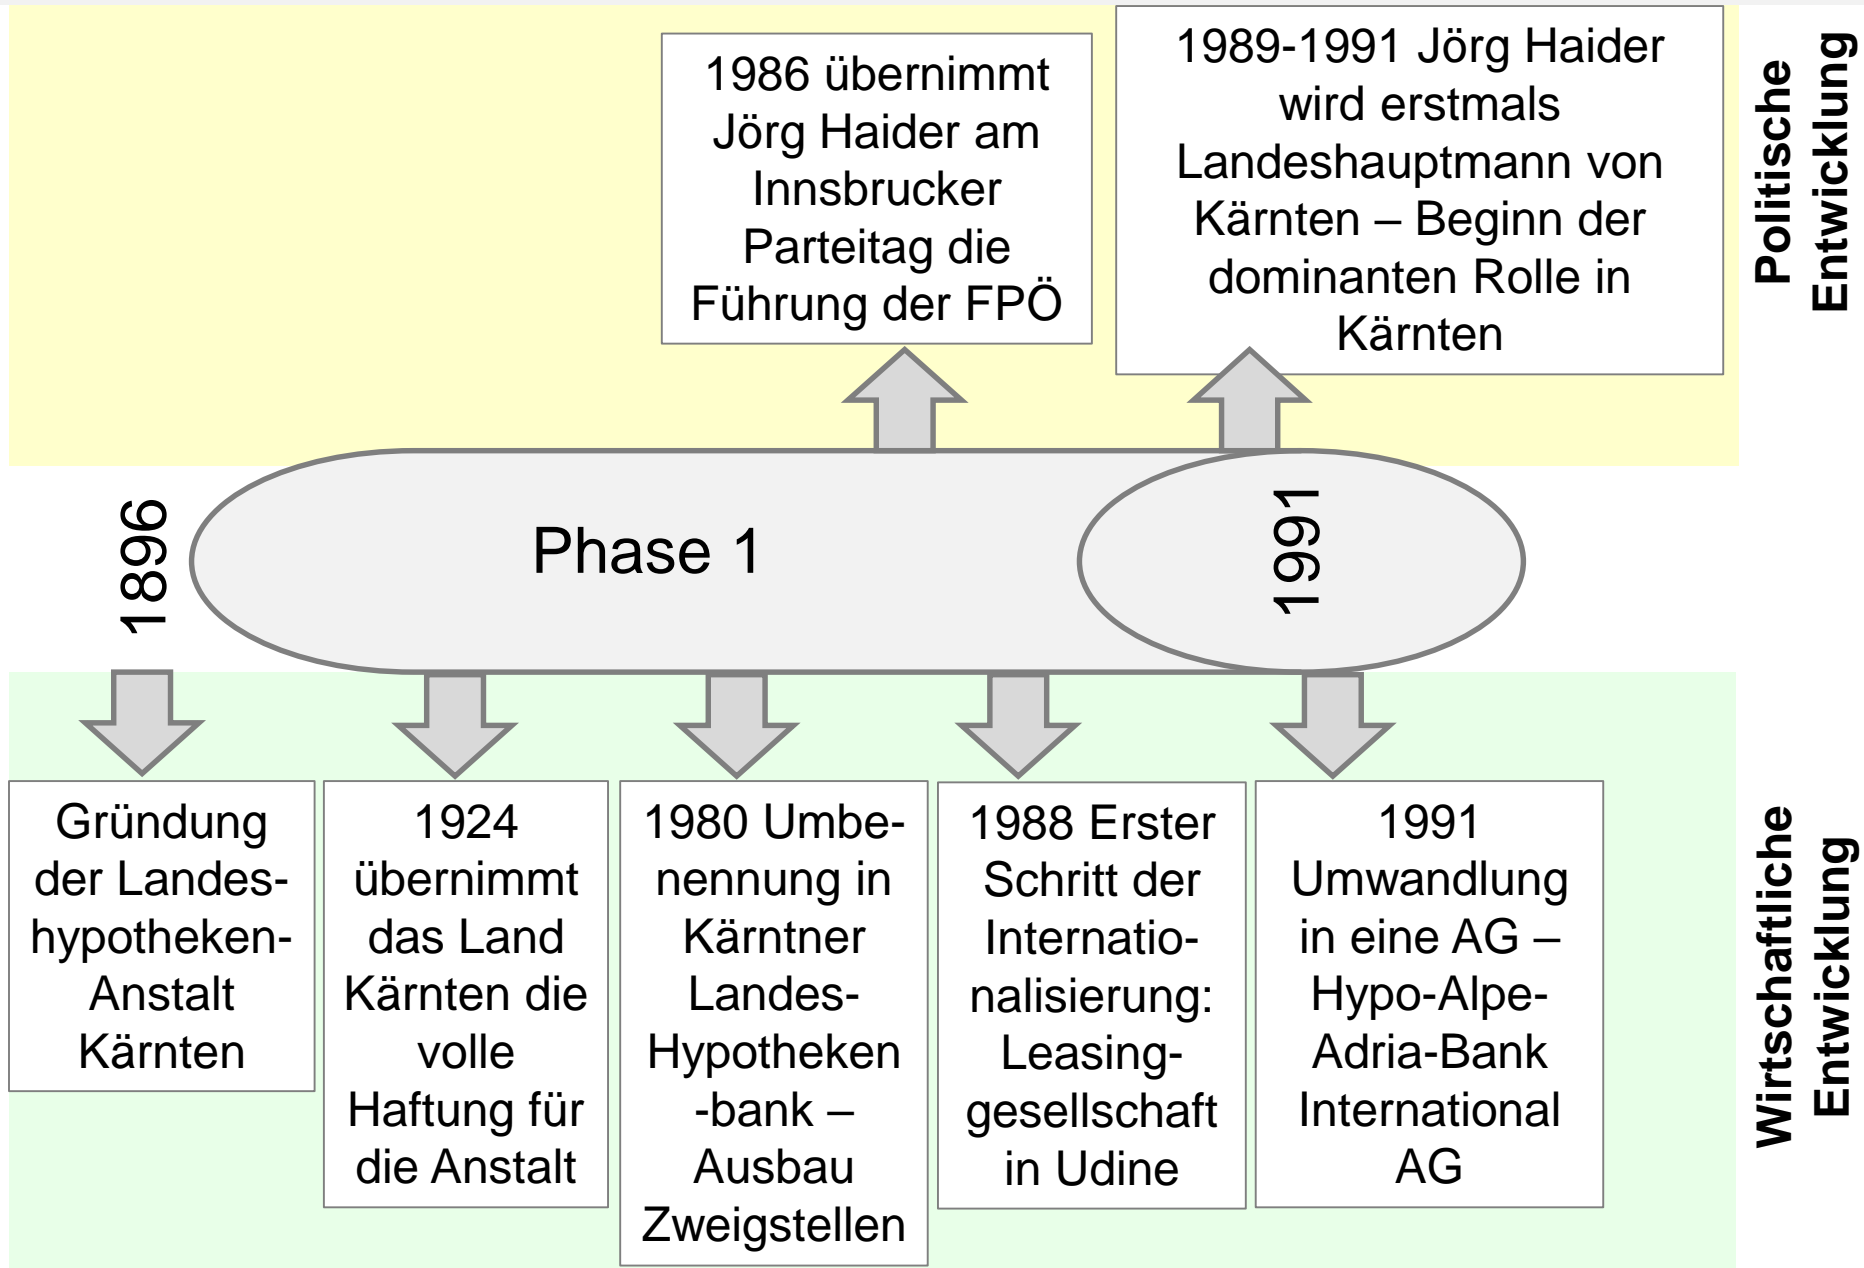 1986 übernimmt
Jörg Haider am
Innsbrucker
Parteitag die
Führung der FPÖ
1989-1991 Jörg Haider
wird erstmals
Landeshauptmann von
Kärnten – Beginn der
dominanten Rolle in
Kärnten
Politische
Entwicklung
1896
Phase 1
1991
Gründung
der Landes-
hypotheken-
Anstalt
Kärnten
1924
übernimmt
das Land
Kärnten die
volle
Haftung für
die Anstalt
1980 Umbe-
nennung in
Kärntner
Landes-
Hypotheken
-bank –
Ausbau
Zweigstellen
1988 Erster
Schritt der
Internatio-
nalisierung:
Leasing-
gesellschaft
in Udine
1991
Umwandlung
in eine AG –
Hypo-Alpe-
Adria-Bank
International
AG
Wirtschaftliche
Entwicklung